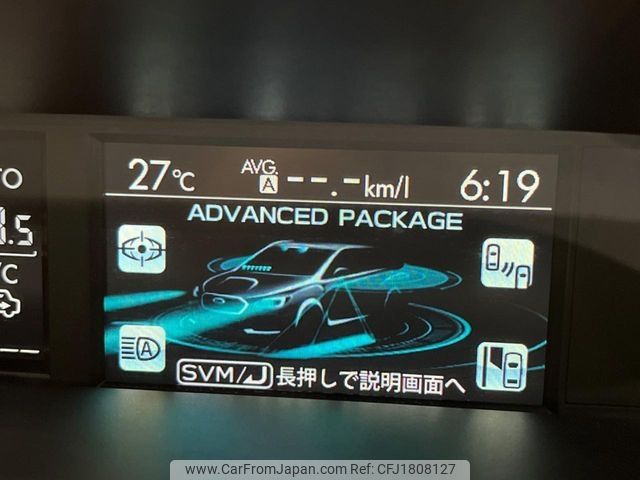 27℃ AVG. A --.-km/l 6:19
ADVANCED PACKAGE
.5
A
SVM/ 長押しで説明画面へ
www.CarFromJapan.com - CFJ1808127